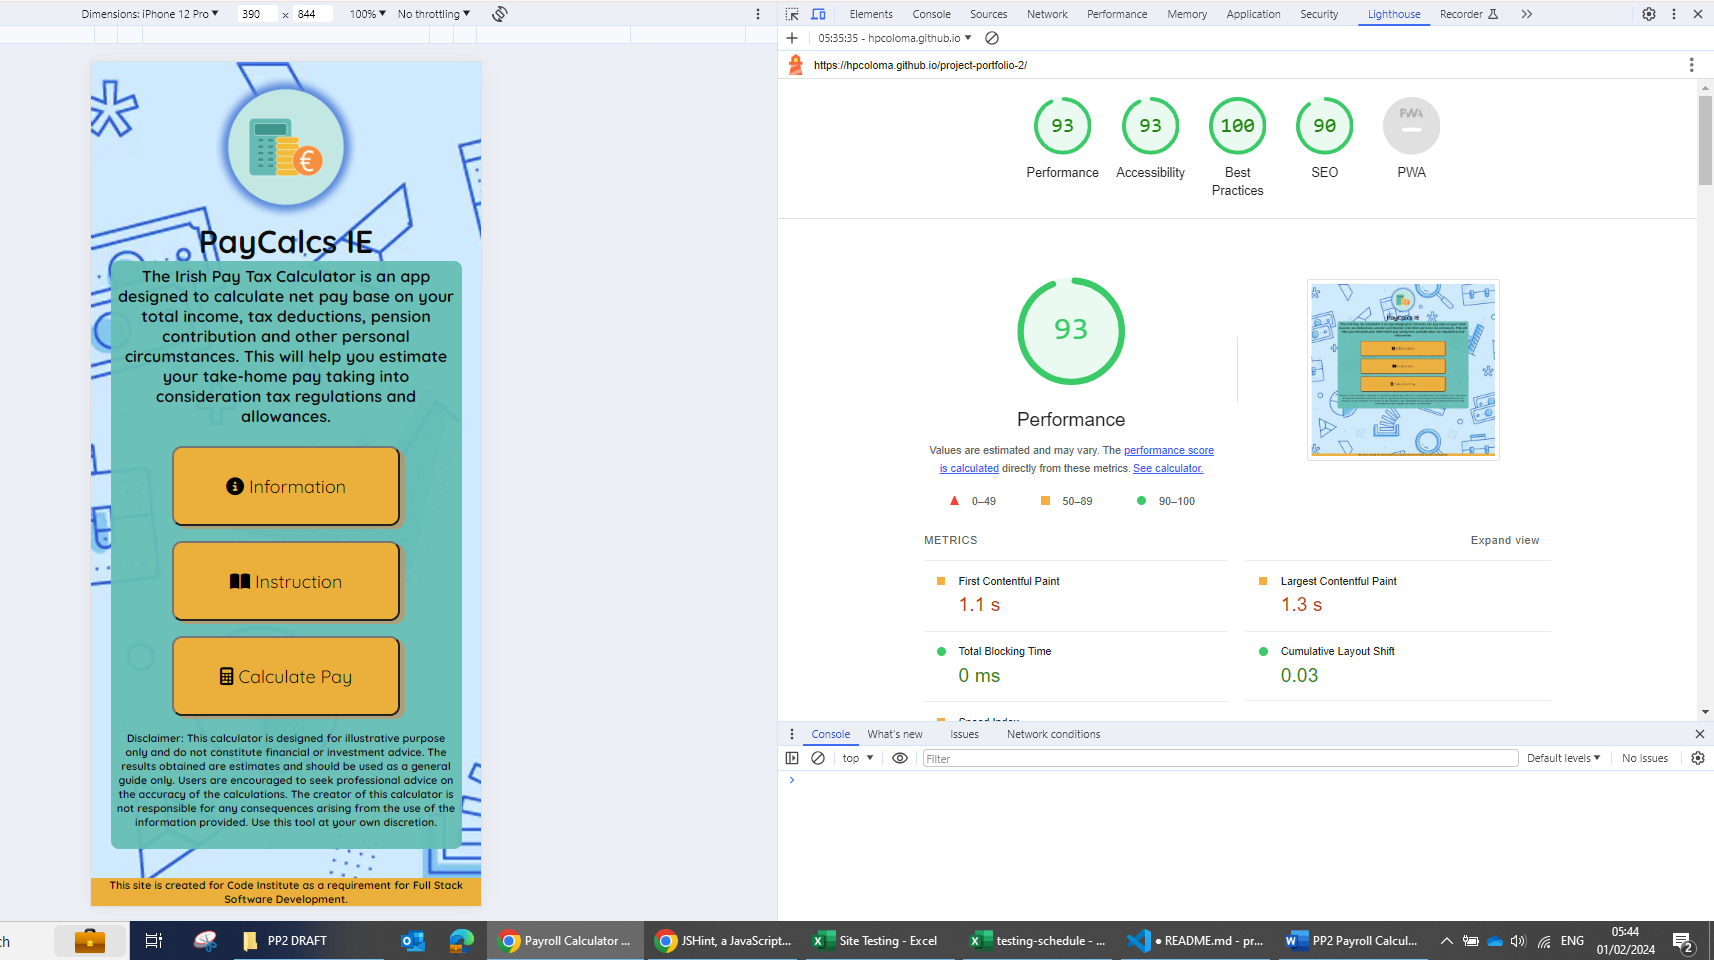 Dimensions: iPhone 12 Pro 390 x 844 100% No throttling
Elements Console Sources Network Performance Memory Application Security Lighthouse Recorder
05:35:35 - hpcoloma.github.io
https://hpcoloma.github.io/project-portfolio-2/
€
PayCalcs IE
The Irish Pay Tax Calculator is an app
designed to calculate net pay base on your
total income, tax deductions, pension
contribution and other personal
circumstances. This will help you estimate
your take-home pay taking into
consideration tax regulations and
allowances.
Information
Instruction
Calculate Pay
Disclaimer: This calculator is designed for illustrative purpose
only and do not constitute financial or investment advice. The
results obtained are estimates and should be used as a general
guide only. Users are encouraged to seek professional advice on
the accuracy of the calculations. The creator of this calculator is
not responsible for any consequences arising from the use of the
information provided. Use this tool at your own discretion.
This site is created for Code Institute as a requirement for Full Stack
Software Development.
93 93 100 90 PWA
Performance Accessibility Best
Practices SEO PWA
93
Performance
Values are estimated and may vary. The performance score
is calculated directly from these metrics. See calculator.
0–49 50–89 90–100
METRICS Expand view
First Contentful Paint
1.1 s
Largest Contentful Paint
1.3 s
Total Blocking Time
0 ms
Cumulative Layout Shift
0.03
Speed Index
PayCalcs IE
Console What's new Issues Network conditions
top Filter Default levels No Issues
ch
PP2 DRAFT Payroll Calculator ... JSHint, a JavaScript... Site Testing - Excel testing-schedule - ... ● README.md - pr... PP2 Payroll Calcul...
ENG
05:44
01/02/2024
2